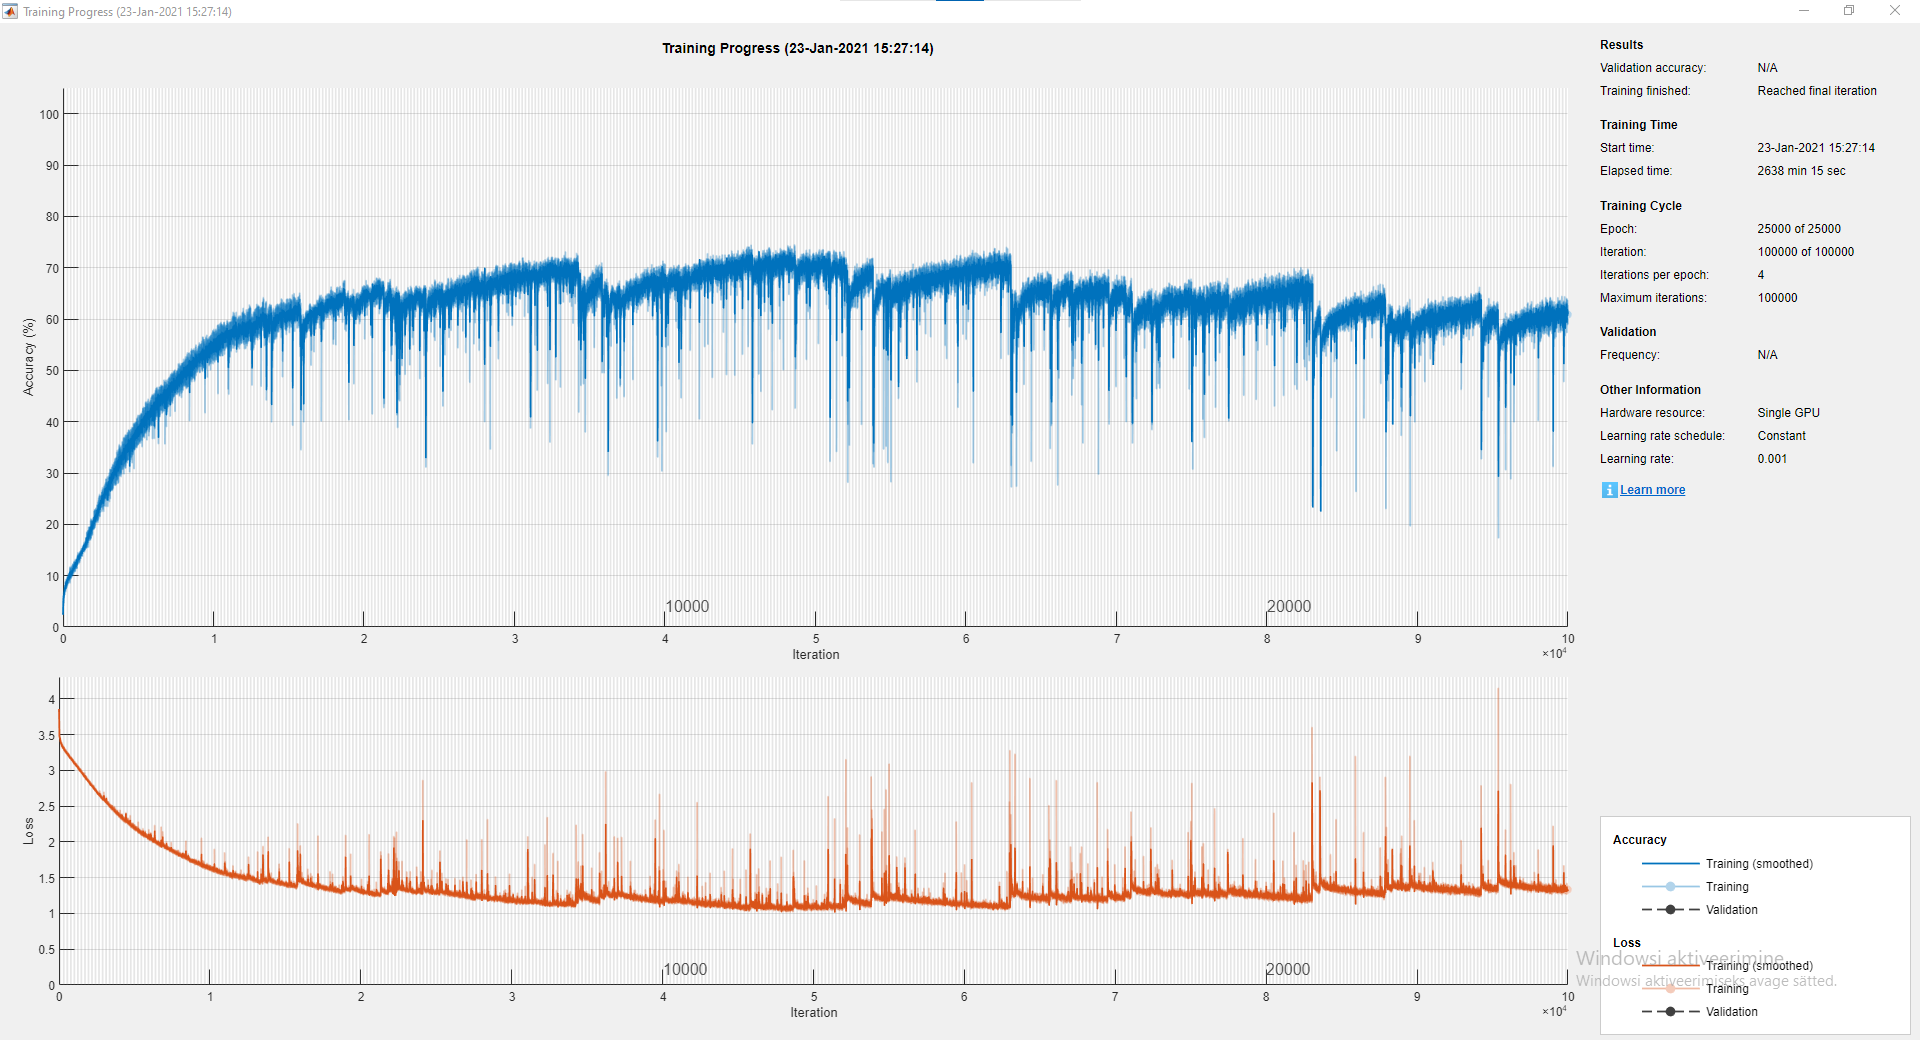 Training Progress (23-Jan-2021 15:27:14)
Training Progress (23-Jan-2021 15:27:14)
100
90
80
70
60
50
40
30
20
10
0
Accuracy (%)
10000
20000
0 1 2 3 4 5 6 7 8 9 10
×10⁴
Iteration
4
3.5
3
2.5
2
1.5
1
0.5
0
Loss
10000
20000
0 1 2 3 4 5 6 7 8 9 10
×10⁴
Iteration
Results
Validation accuracy: N/A
Training finished: Reached final iteration
Training Time
Start time: 23-Jan-2021 15:27:14
Elapsed time: 2638 min 15 sec
Training Cycle
Epoch: 25000 of 25000
Iteration: 100000 of 100000
Iterations per epoch: 4
Maximum iterations: 100000
Validation
Frequency: N/A
Other Information
Hardware resource: Single GPU
Learning rate schedule: Constant
Learning rate: 0.001
Learn more
Accuracy
Training (smoothed)
Training
Validation
Loss
Training (smoothed)
Training
Validation
Windowsi aktiveerimine
Windowsi aktiveerimiseks avage sätted.